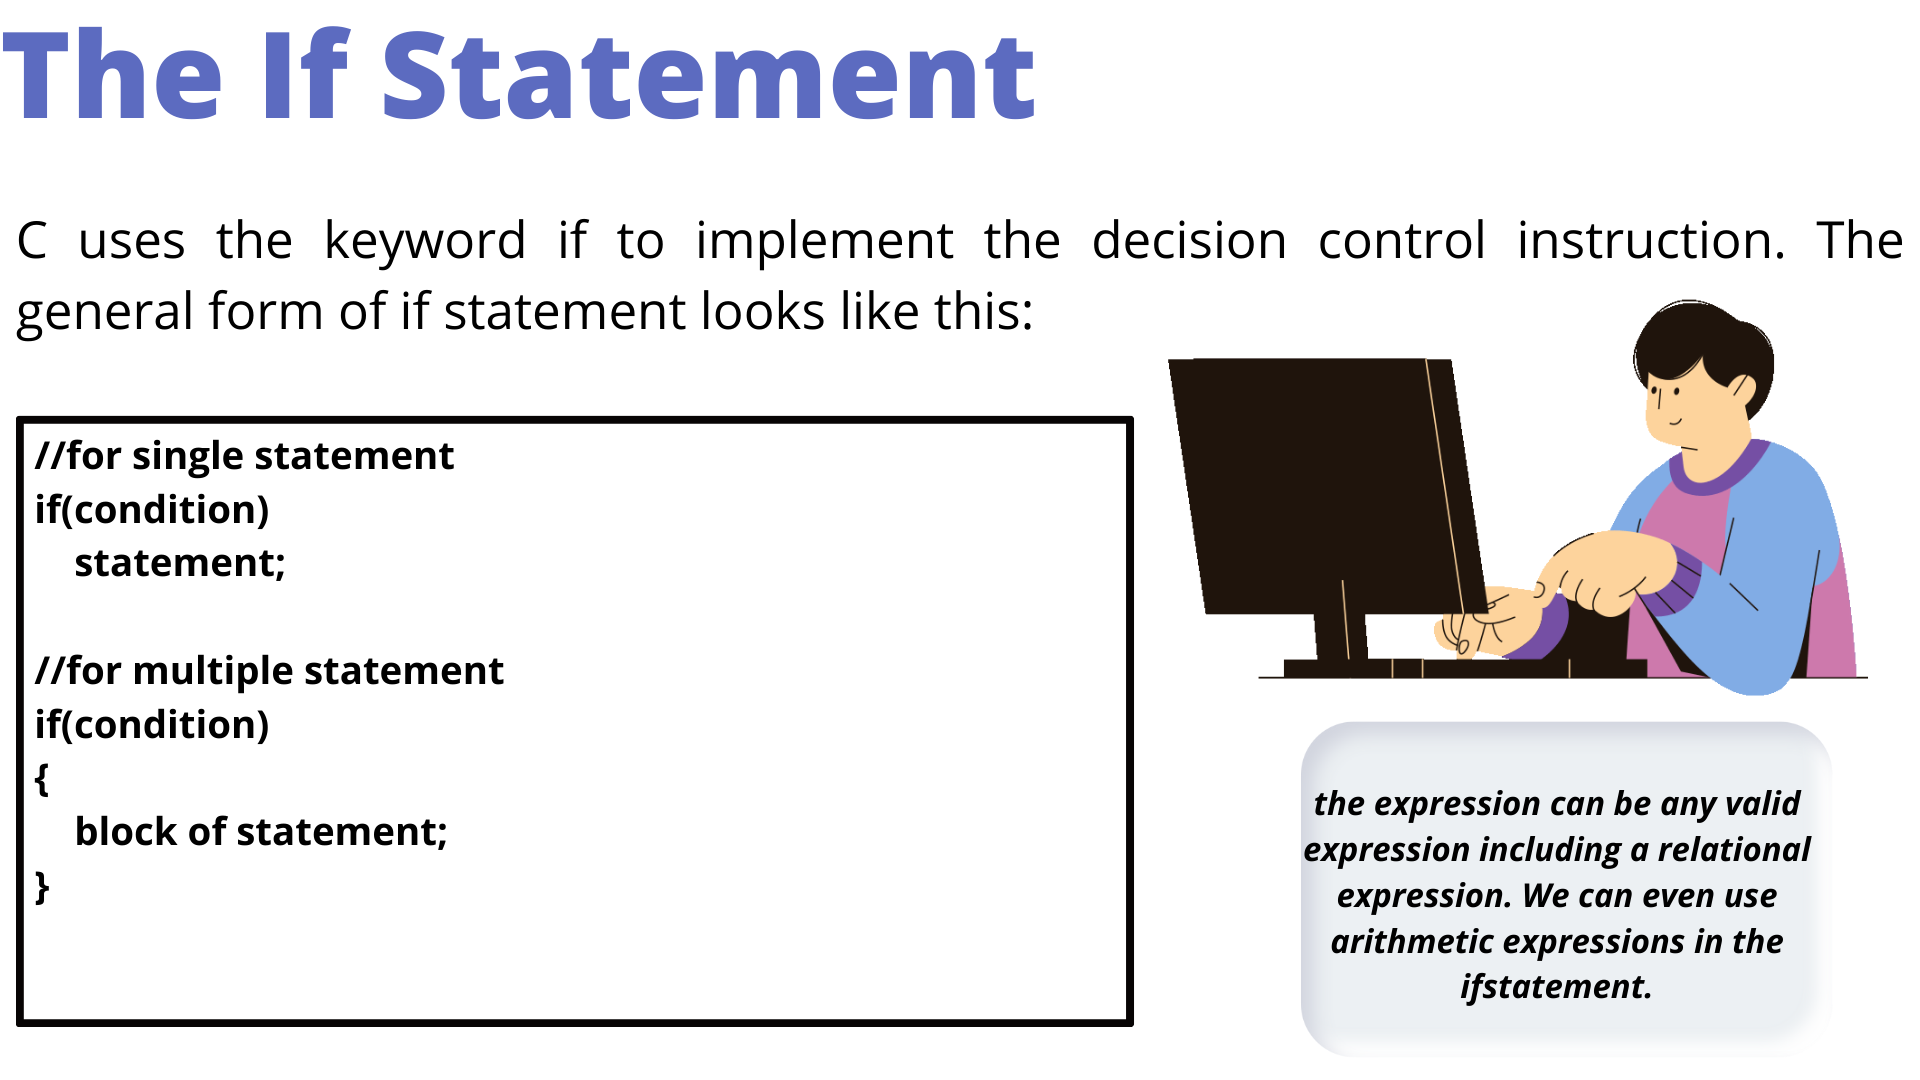 The If Statement
C uses the keyword if to implement the decision control instruction. The
general form of if statement looks like this:
//for single statement
if(condition)
statement;
//for multiple statement
if(condition)
{
block of statement;
}
the expression can be any valid
expression including a relational
expression. We can even use
arithmetic expressions in the
ifstatement.